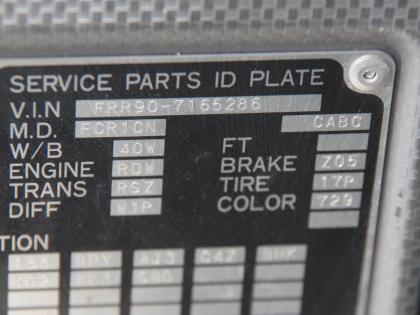 SERVICE PARTS ID PLATE
V.I.N FRR90-7165286
M.D. FCR1CN CABC
W/B 40W FT
ENGINE RDW BRAKE Z05
TRANS RSZ TIRE 17P
DIFF W1P COLOR 729
TION